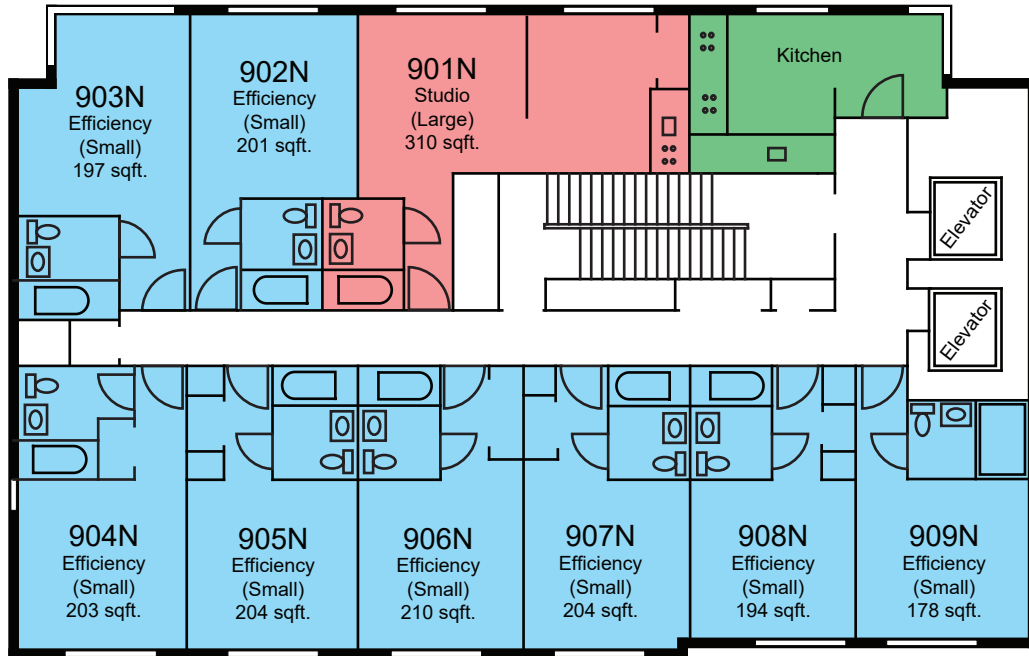 903N
Efficiency
(Small)
197 sqft.
902N
Efficiency
(Small)
201 sqft.
901N
Studio
(Large)
310 sqft.
Kitchen
Elevator
Elevator
904N
Efficiency
(Small)
203 sqft.
905N
Efficiency
(Small)
204 sqft.
906N
Efficiency
(Small)
210 sqft.
907N
Efficiency
(Small)
204 sqft.
908N
Efficiency
(Small)
194 sqft.
909N
Efficiency
(Small)
178 sqft.